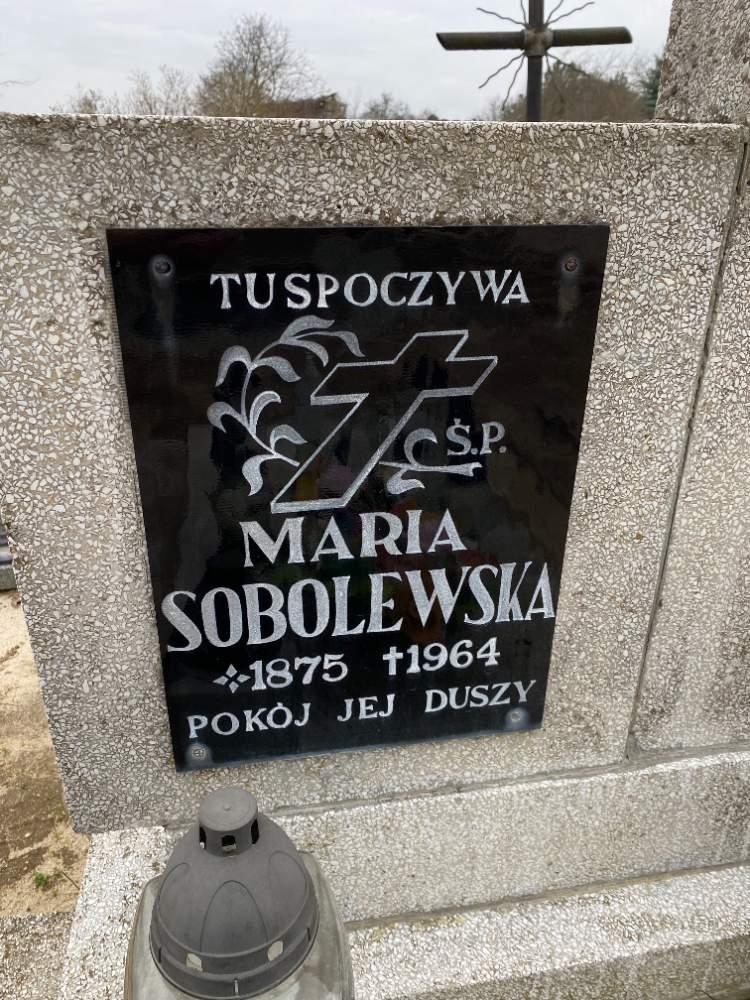 TU SPOCZYWA
Ś.P.
MARIA
SOBOLEWSKA
1875 †1964
POKÓJ JEJ DUSZY